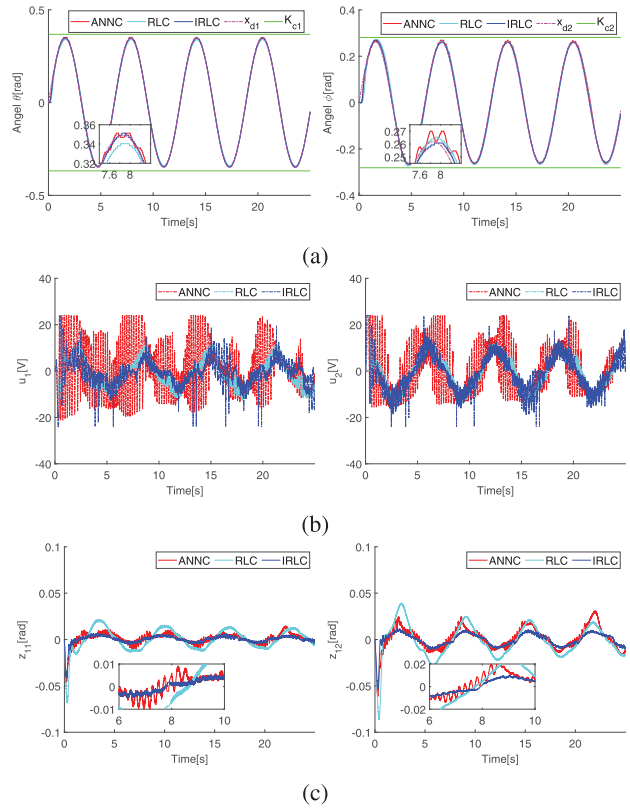 ANNC RLC IRLC x_d1 K_c1
0.4
0
-0.5
Angel θ[rad]
0.36
0.34
0.32
7.6 8
0 5 10 15 20
Time[s]
ANNC RLC IRLC x_d2 K_c2
0.4
0.2
0
-0.2
-0.4
Angel ϕ[rad]
0.27
0.26
0.25
7.6 8
0 5 10 15 20
Time[s]
(a)
ANNC RLC IRLC
40
20
0
-20
-40
u_1[V]
0 5 10 15 20 25
Time[s]
ANNC RLC IRLC
40
20
0
-20
-40
u_2[V]
0 5 10 15 20 25
Time[s]
(b)
ANNC RLC IRLC
0.1
0.05
0
-0.05
-0.1
z_11[rad]
0.01
0
-0.01
6 8 10
0 5 10 15 20
Time[s]
ANNC RLC IRLC
0.1
0.05
0
-0.05
-0.1
z_12[rad]
0.02
0
-0.02
6 8 10
0 5 10 15 20 25
Time[s]
(c)